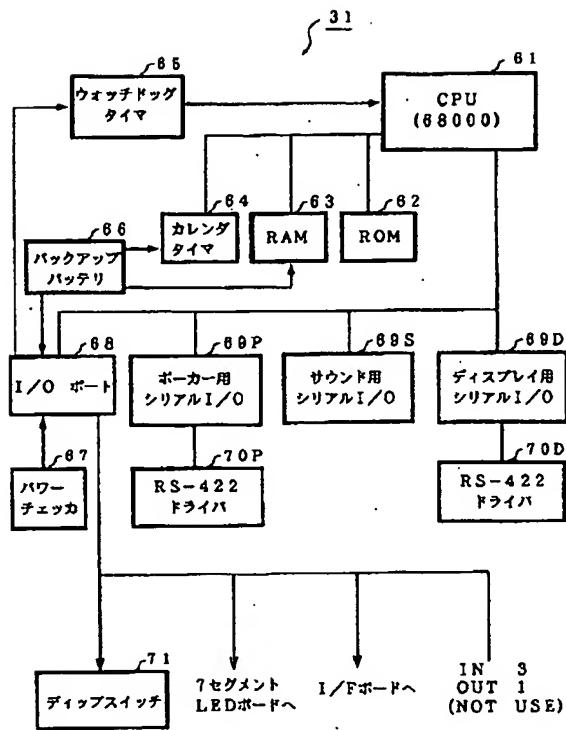 31
65
61
ウォッチドッグ
タイマ
CPU
(68000)
64
63
62
66
カレンダ
タイマ
RAM
ROM
バックアップ
バッテリ
68
69P
69S
69D
I/O ポート
ポーカー用
シリアルI/O
サウンド用
シリアルI/O
ディスプレイ用
シリアルI/O
67
70P
70D
パワー
チェッカ
RS-422
ドライバ
RS-422
ドライバ
71
ディップスイッチ
7セグメント
LEDボードへ
I/Fボードへ
IN 3
OUT 1
(NOT USE)